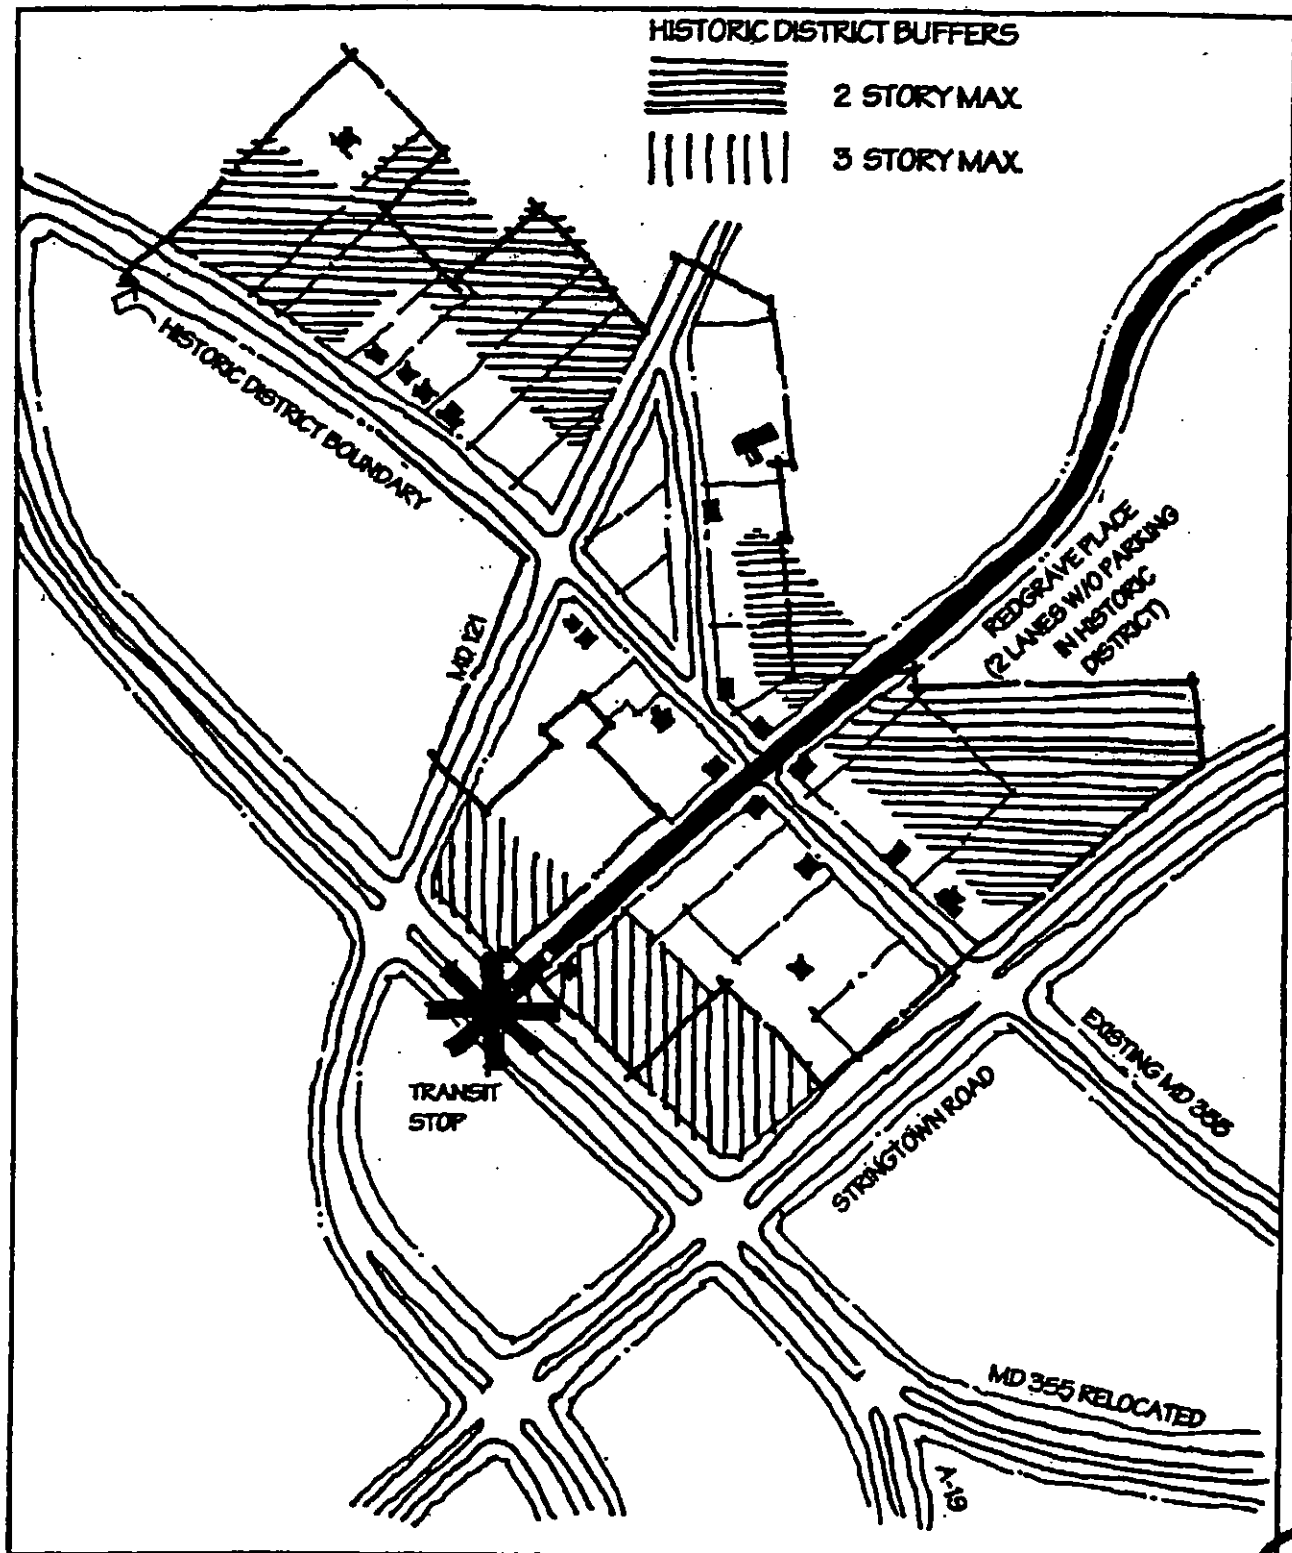 HISTORIC DISTRICT BUFFERS
2 STORY MAX.
3 STORY MAX.
HISTORIC DISTRICT BOUNDARY
MD 121
REDGRAVE PLACE
(2 LANES W/O PARKING
IN HISTORIC
DISTRICT)
TRANSIT
STOP
EXISTING MD 355
STRINGTOWN ROAD
MD 355 RELOCATED
A-19